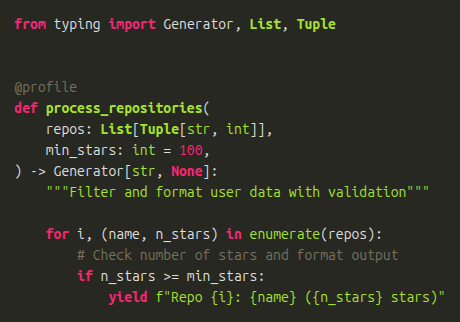 from typing import Generator, List, Tuple
@profile
def process_repositories(
    repos: List[Tuple[str, int]],
    min_stars: int = 100,
) -> Generator[str, None]:
    """Filter and format user data with validation"""
    for i, (name, n_stars) in enumerate(repos):
        # Check number of stars and format output
        if n_stars >= min_stars:
            yield f"Repo {i}: {name} ({n_stars} stars)"